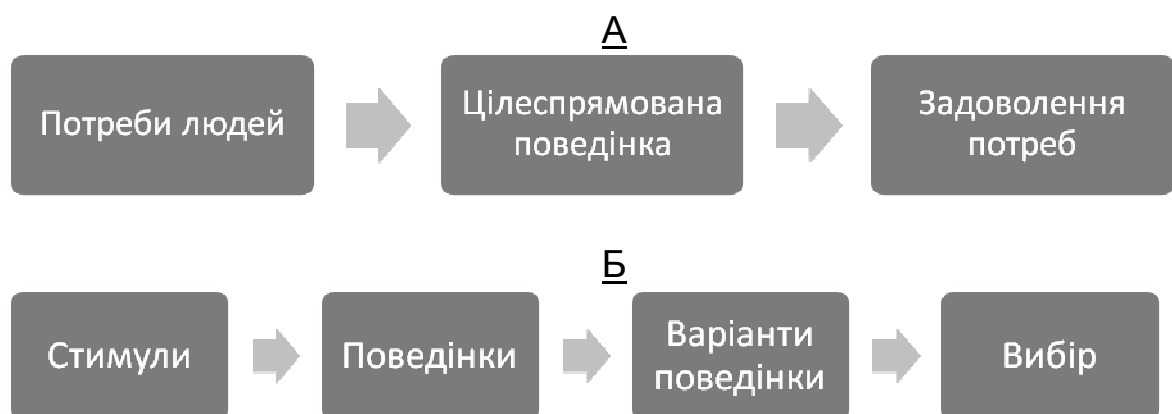 А
Потреби людей
Цілеспрямована
поведінка
Задоволення
потреб
Б
Стимули
Поведінки
Варіанти
поведінки
Вибір